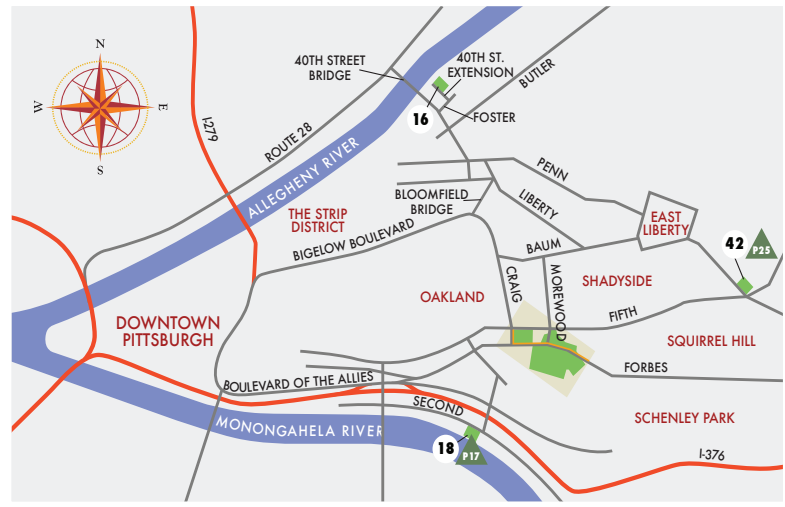 N
W
E
S
I-279
40TH STREET
BRIDGE
40TH ST.
EXTENSION
BUTLER
16
FOSTER
ROUTE 28
ALLEGHENY RIVER
PENN
BLOOMFIELD
BRIDGE
LIBERTY
THE STRIP
DISTRICT
BIGELOW BOULEVARD
EAST
LIBERTY
BAUM
42
P25
CRAIG
MOREWOOD
SHADYSIDE
OAKLAND
FIFTH
DOWNTOWN
PITTSBURGH
SQUIRREL HILL
FORBES
BOULEVARD OF THE ALLIES
SECOND
SCHENLEY PARK
MONONGAHELA RIVER
18
P17
I-376